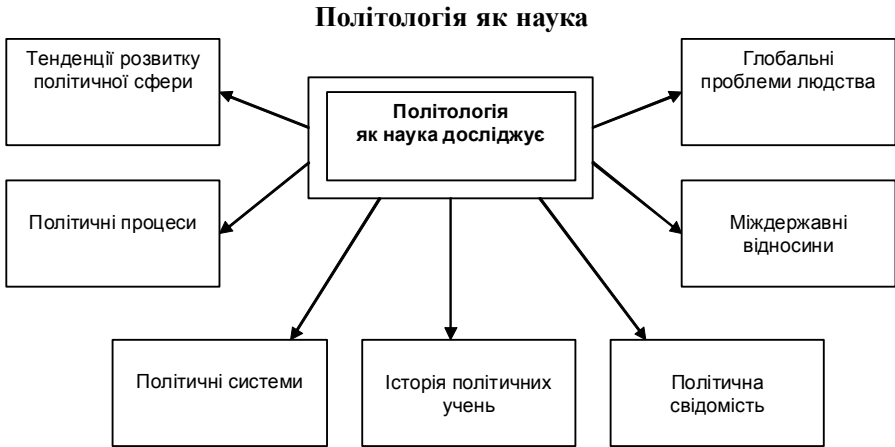 Політологія як наука
Тенденції розвитку
політичної сфери
Глобальні
проблеми людства
Політологія
як наука досліджує
Політичні процеси
Міждержавні
відносини
Політичні системи
Історія політичних
учень
Політична
свідомість